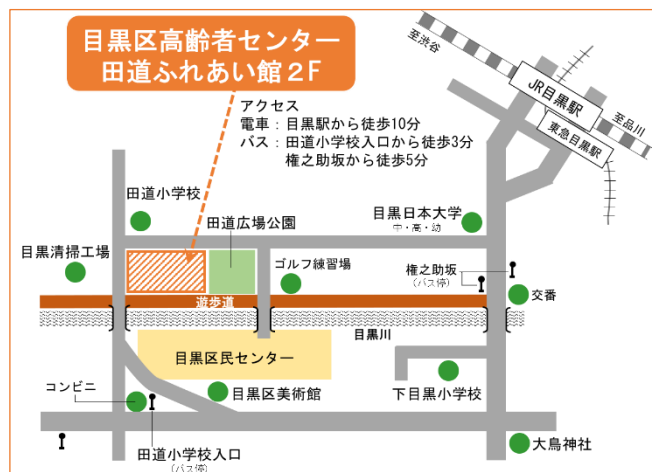 目黒区高齢者センター
田道ふれあい館２F
アクセス
電車：目黒駅から徒歩10分
バス：田道小学校入口から徒歩3分
権之助坂から徒歩5分
至渋谷
JR目黒駅
至品川
東急目黒駅
田道小学校
田道広場公園
目黒日本大学
中・高・幼
目黒清掃工場
ゴルフ練習場
権之助坂
(バス停)
交番
遊歩道
目黒川
目黒区民センター
コンビニ
目黒区美術館
下目黒小学校
田道小学校入口
(バス停)
大鳥神社